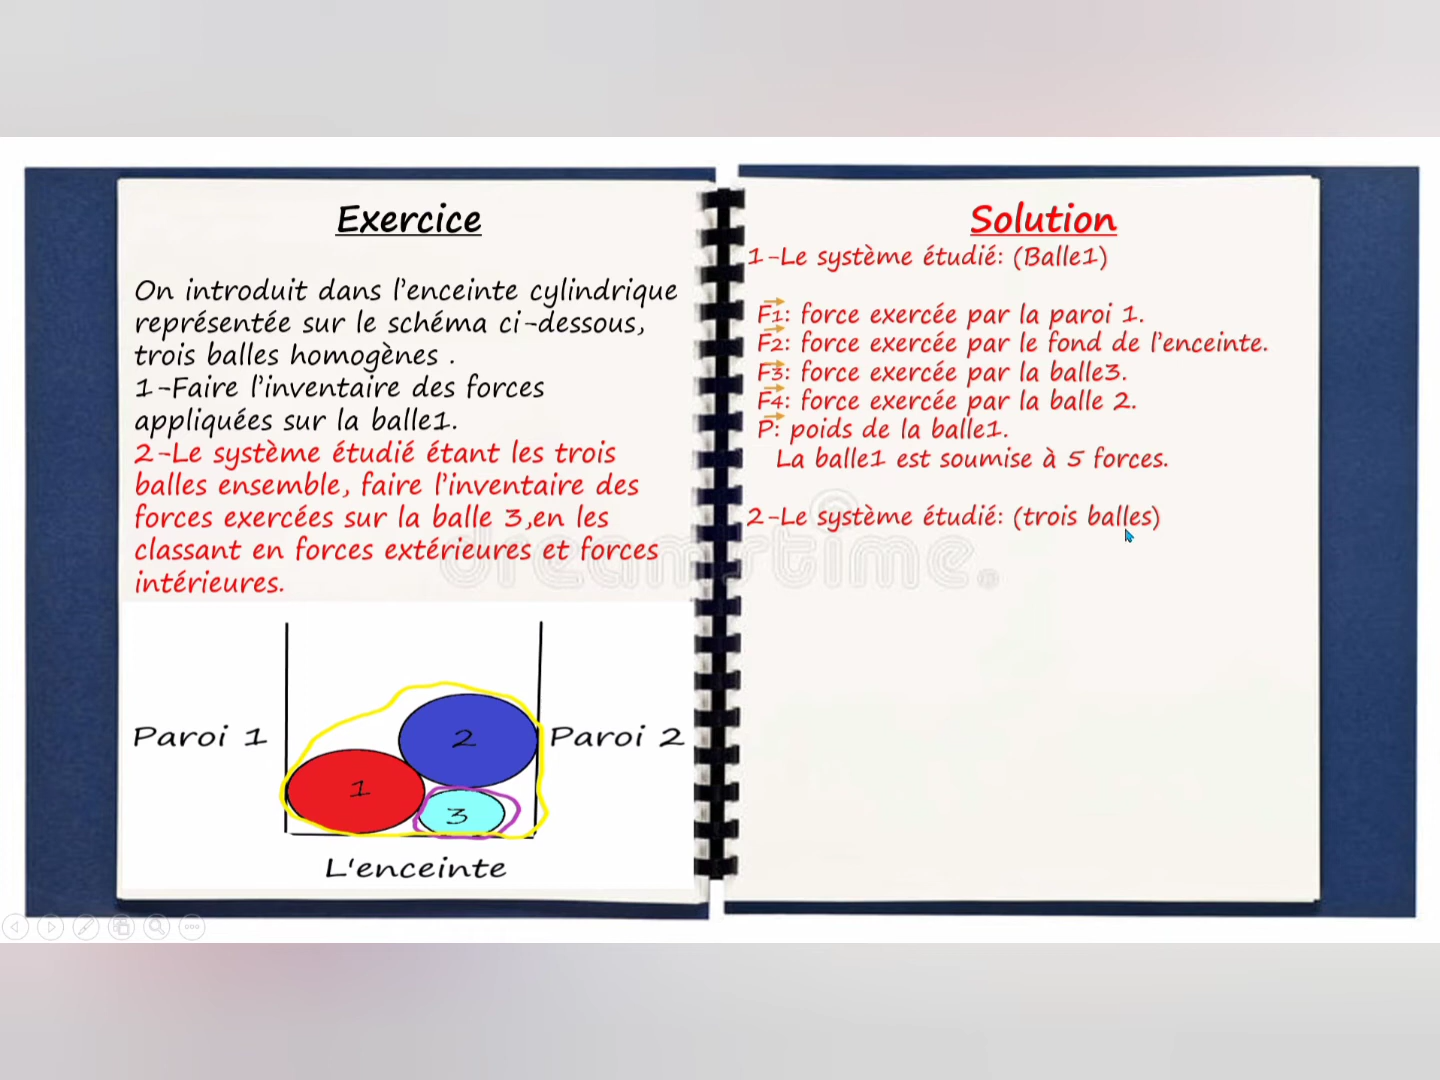 Exercice
On introduit dans l'enceinte cylindrique
représentée sur le schéma ci-dessous,
trois balles homogènes .
1-Faire l'inventaire des forces
appliquées sur la balle1.
2-Le système étudié étant les trois
balles ensemble, faire l'inventaire des
forces exercées sur la balle 3,en les
classant en forces extérieures et forces
intérieures.
Paroi 1
2
Paroi 2
1
3
L'enceinte
Solution
1-Le système étudié: (Balle1)
F1: force exercée par la paroi 1.
F2: force exercée par le fond de l'enceinte.
F3: force exercée par la balle3.
F4: force exercée par la balle 2.
P: poids de la balle1.
La balle1 est soumise à 5 forces.
2-Le système étudié: (trois balles)
dreamstime.